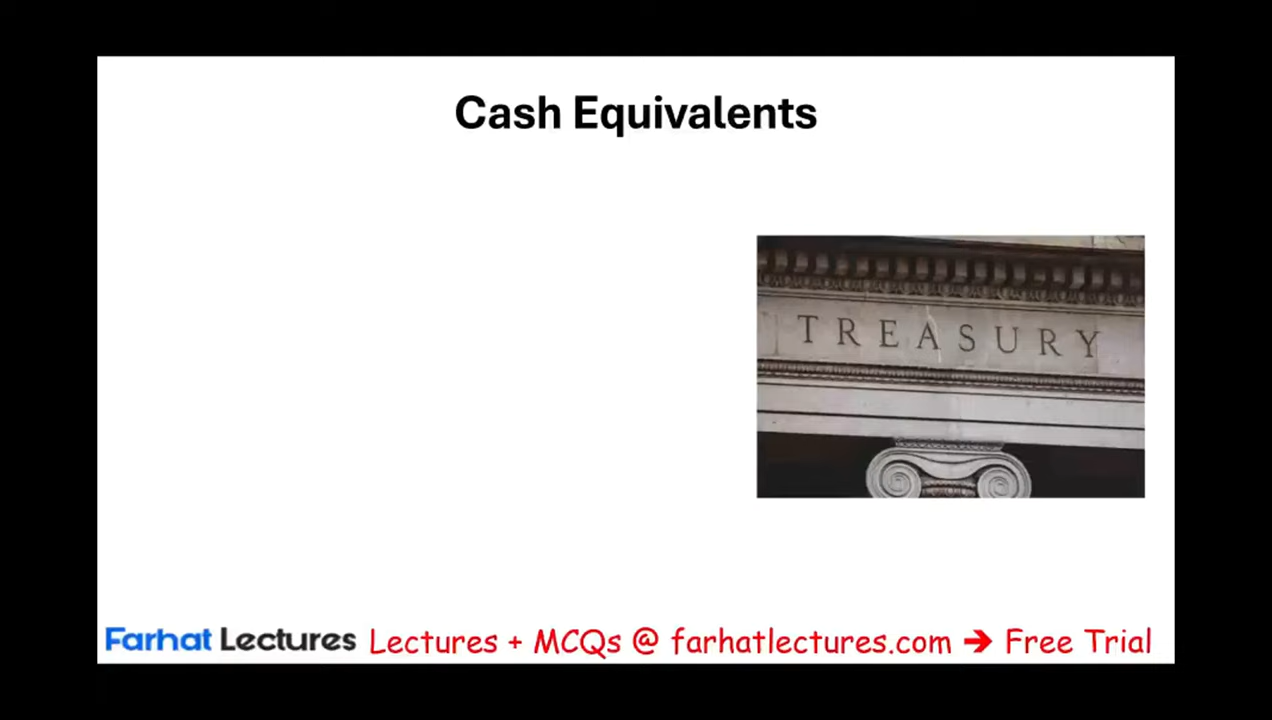 Cash Equivalents
TREASURY
Farhat Lectures Lectures + MCQs @ farhatlectures.com ➔ Free Trial